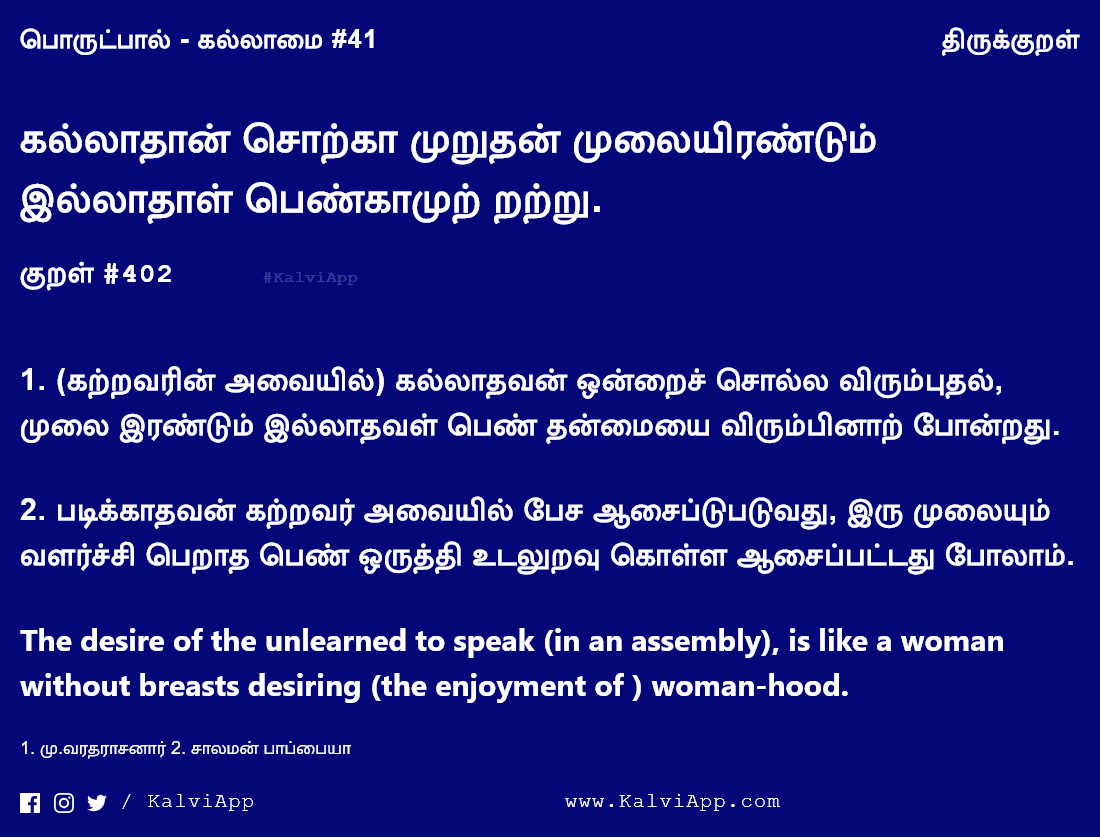 பொருட்பால் - கல்லாமை #41
திருக்குறள்
கல்லாதான் சொற்கா முறுதன் முலையிரண்டும்
இல்லாதாள் பெண்காமுற் றற்று.
குறள் #402
#KalviApp
1. (கற்றவரின் அவையில்) கல்லாதவன் ஒன்றைச் சொல்ல விரும்புதல்,
முலை இரண்டும் இல்லாதவள் பெண் தன்மையை விரும்பினாற் போன்றது.
2. படிக்காதவன் கற்றவர் அவையில் பேச ஆசைப்டுபடுவது, இரு முலையும்
வளர்ச்சி பெறாத பெண் ஒருத்தி உடலுறவு கொள்ள ஆசைப்பட்டது போலாம்.
The desire of the unlearned to speak (in an assembly), is like a woman
without breasts desiring (the enjoyment of ) woman-hood.
1. மு.வரதராசனார் 2. சாலமன் பாப்பையா
/ KalviApp
www.KalviApp.com